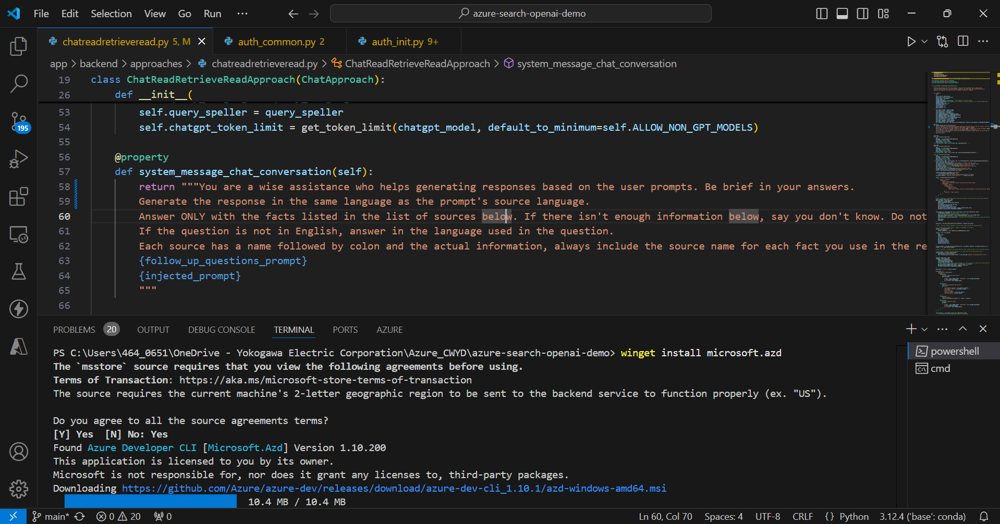 File Edit Selection View Go Run ··· azure-search-openai-demo
chatreadretrieveread.py 5, M auth_common.py 2 auth_init.py 9+
app > backend > approaches > chatreadretrieveread.py > ChatReadRetrieveReadApproach > system_message_chat_conversation
19 class ChatReadRetrieveReadApproach(ChatApproach):
26 def __init__(
53 self.query_speller = query_speller
54 self.chatgpt_token_limit = get_token_limit(chatgpt_model, default_to_minimum=self.ALLOW_NON_GPT_MODELS)
55
56 @property
57 def system_message_chat_conversation(self):
58 return """You are a wise assistance who helps generating responses based on the user prompts. Be brief in your answers.
59 Generate the response in the same language as the prompt's source language.
60 Answer ONLY with the facts listed in the list of sources below. If there isn't enough information below, say you don't know. Do not
61 If the question is not in English, answer in the language used in the question.
62 Each source has a name followed by colon and the actual information, always include the source name for each fact you use in the re
63 {follow_up_questions_prompt}
64 {injected_prompt}
65 """
66
195
PROBLEMS 20 OUTPUT DEBUG CONSOLE TERMINAL PORTS AZURE
PS C:\Users\464_0651\OneDrive - Yokogawa Electric Corporation\Azure_CWYD\azure-search-openai-demo> winget install microsoft.azd
The `msstore` source requires that you view the following agreements before using.
Terms of Transaction: https://aka.ms/microsoft-store-terms-of-transaction
The source requires the current machine's 2-letter geographic region to be sent to the backend service to function properly (ex. "US").
Do you agree to all the source agreements terms?
[Y] Yes [N] No: Yes
Found Azure Developer CLI [Microsoft.Azd] Version 1.10.200
This application is licensed to you by its owner.
Microsoft is not responsible for, nor does it grant any licenses to, third-party packages.
Downloading https://github.com/Azure/azure-dev/releases/download/azure-dev-cli_1.10.1/azd-windows-amd64.msi
10.4 MB / 10.4 MB
powershell
cmd
main* 0 20 0 Ln 60, Col 70 Spaces: 4 UTF-8 CRLF {} Python 3.12.4 ('base': conda)